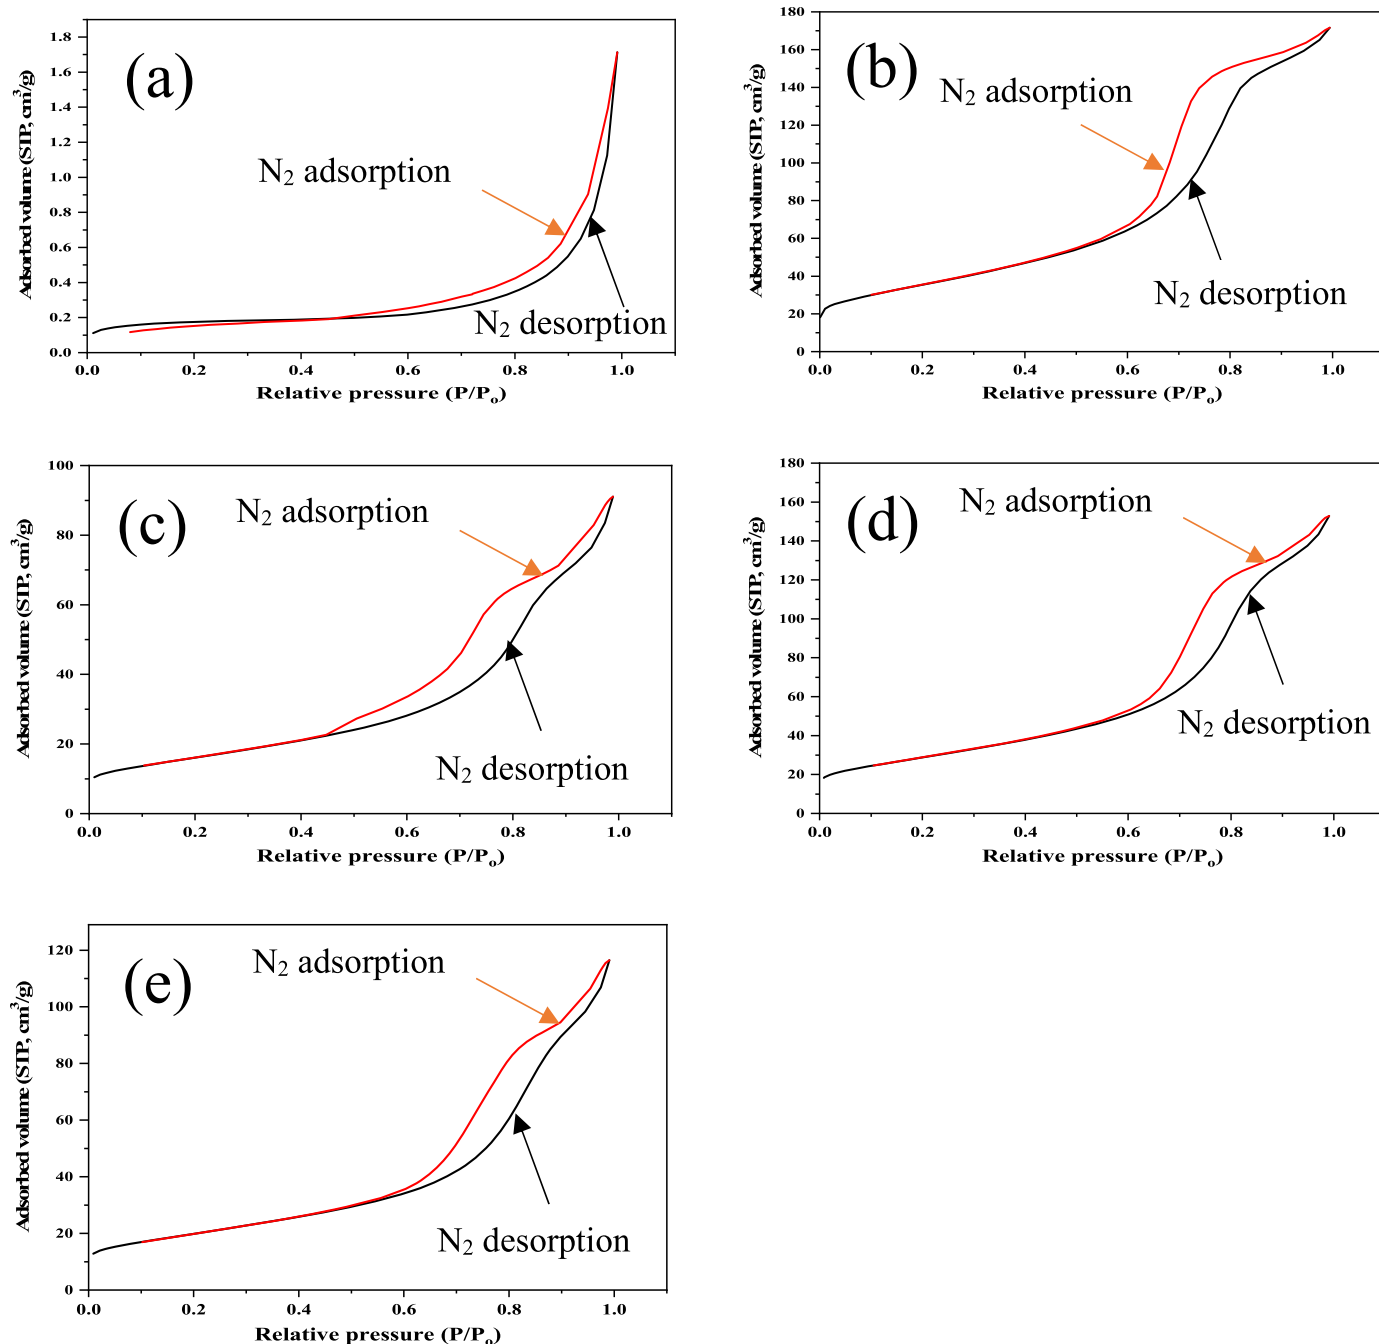 (a)
N₂ adsorption
N₂ desorption
Adsorbed volume (STP, cm³/g)
0.0 0.2 0.4 0.6 0.8 1.0 1.2 1.4 1.6 1.8
0.0 0.2 0.4 0.6 0.8 1.0
Relative pressure (P/Pₒ)
(b)
N₂ adsorption
N₂ desorption
Adsorbed volume (STP, cm³/g)
0 20 40 60 80 100 120 140 160 180
0.0 0.2 0.4 0.6 0.8 1.0
Relative pressure (P/Pₒ)
(c)
N₂ adsorption
N₂ desorption
Adsorbed volume (STP, cm³/g)
0 20 40 60 80 100
0.0 0.2 0.4 0.6 0.8 1.0
Relative pressure (P/Pₒ)
(d)
N₂ adsorption
N₂ desorption
Adsorbed volume (STP, cm³/g)
0 20 40 60 80 100 120 140 160 180
0.0 0.2 0.4 0.6 0.8 1.0
Relative pressure (P/Pₒ)
(e)
N₂ adsorption
N₂ desorption
Adsorbed volume (STP, cm³/g)
0 20 40 60 80 100 120
0.0 0.2 0.4 0.6 0.8 1.0
Relative pressure (P/Pₒ)